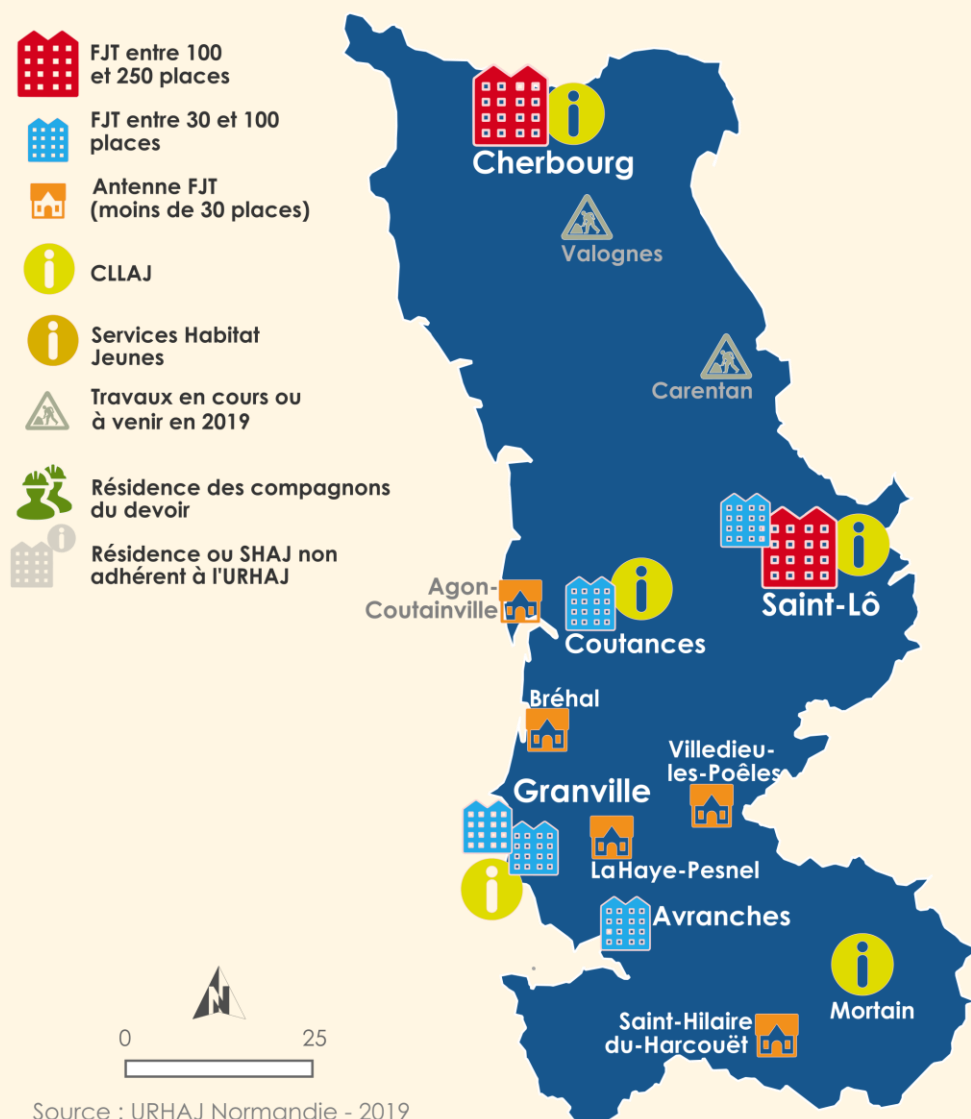 FJT entre 100
et 250 places
FJT entre 30 et 100
places
Antenne FJT
(moins de 30 places)
CLLAJ
Services Habitat
Jeunes
Travaux en cours ou
à venir en 2019
Résidence des compagnons
du devoir
Résidence ou SHAJ non
adhérent à l'URHAJ
Cherbourg
Valognes
Carentan
Saint-Lô
Agon-
Coutainville
Coutances
Bréhal
Villedieu-
les-Poêles
Granville
La Haye-Pesnel
Avranches
Mortain
Saint-Hilaire
du-Harcouët
N
0 25
Source : URHAJ Normandie - 2019